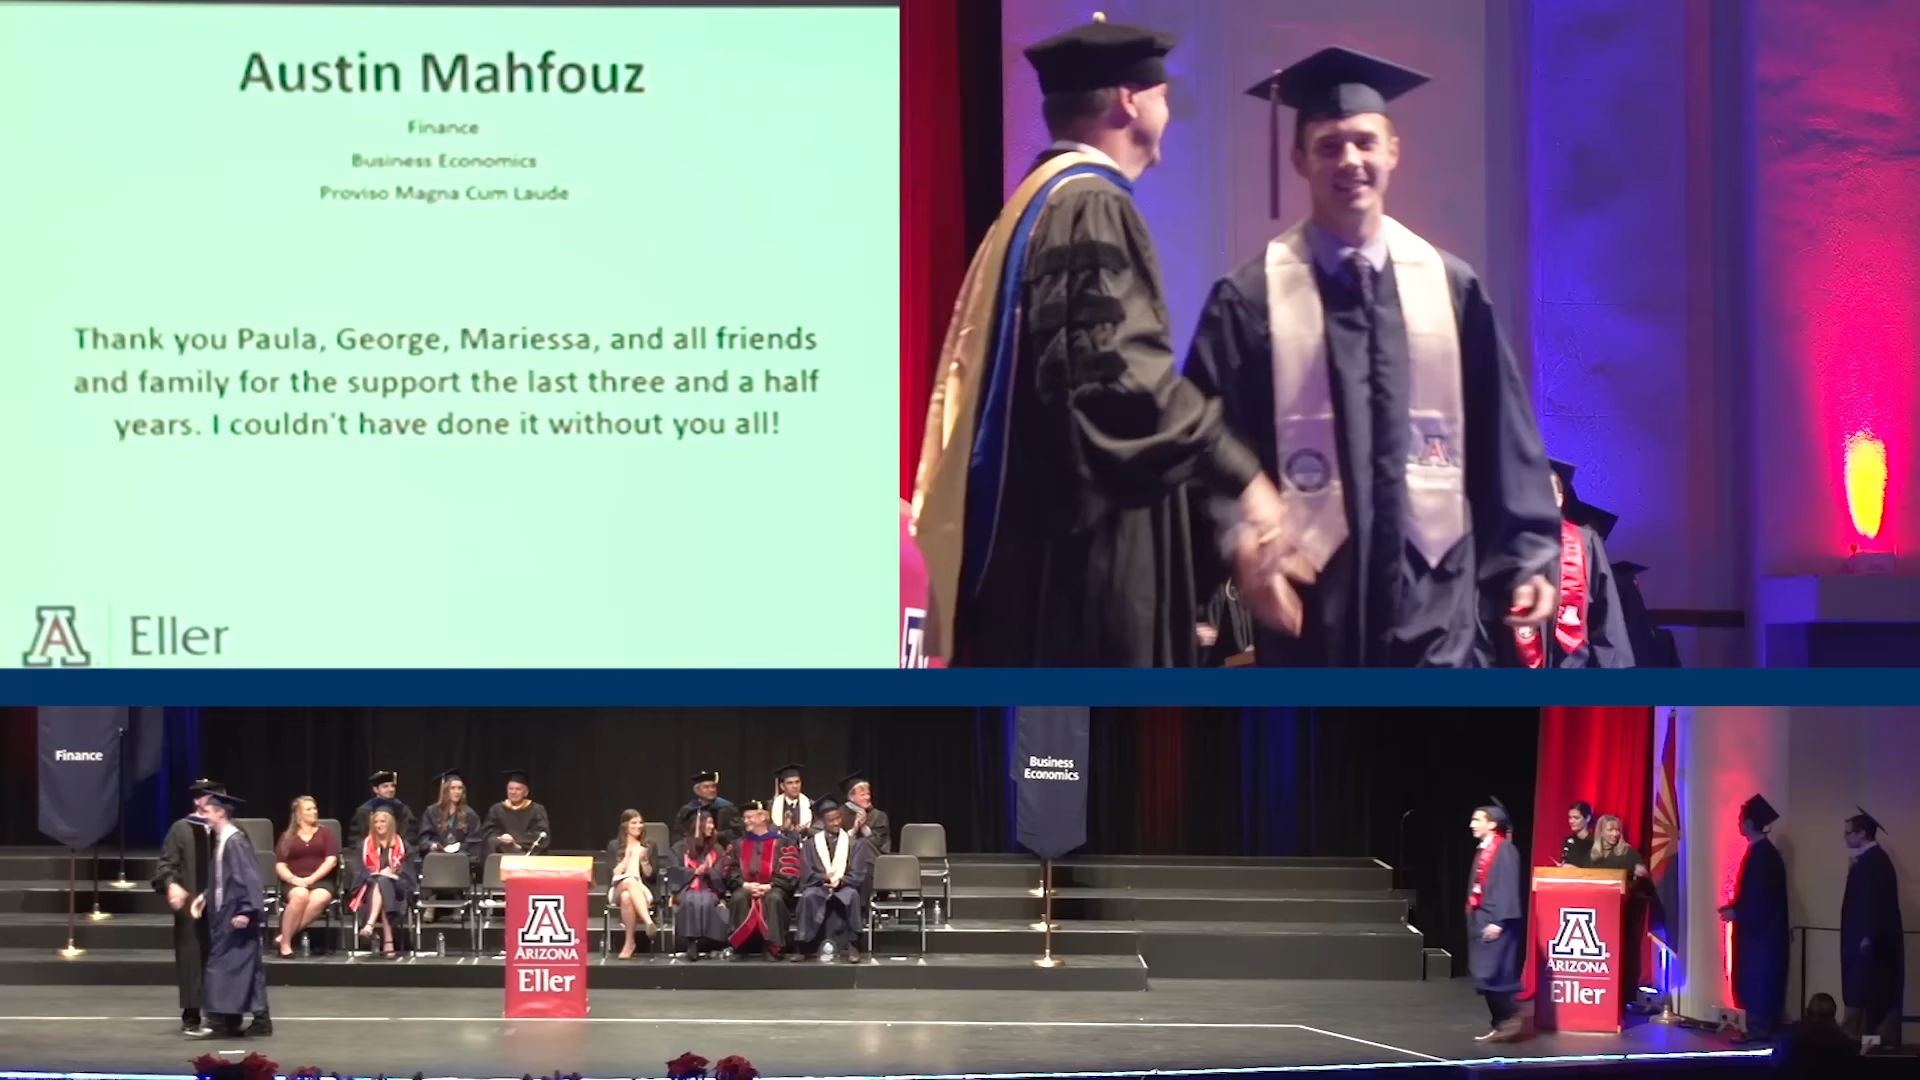 Austin Mahfouz
Finance
Business Economics
Proviso Magna Cum Laude
Thank you Paula, George, Mariessa, and all friends
and family for the support the last three and a half
years. I couldn't have done it without you all!
A
Eller
A
Finance
Business
Economics
A
ARIZONA
Eller
A
ARIZONA
Eller